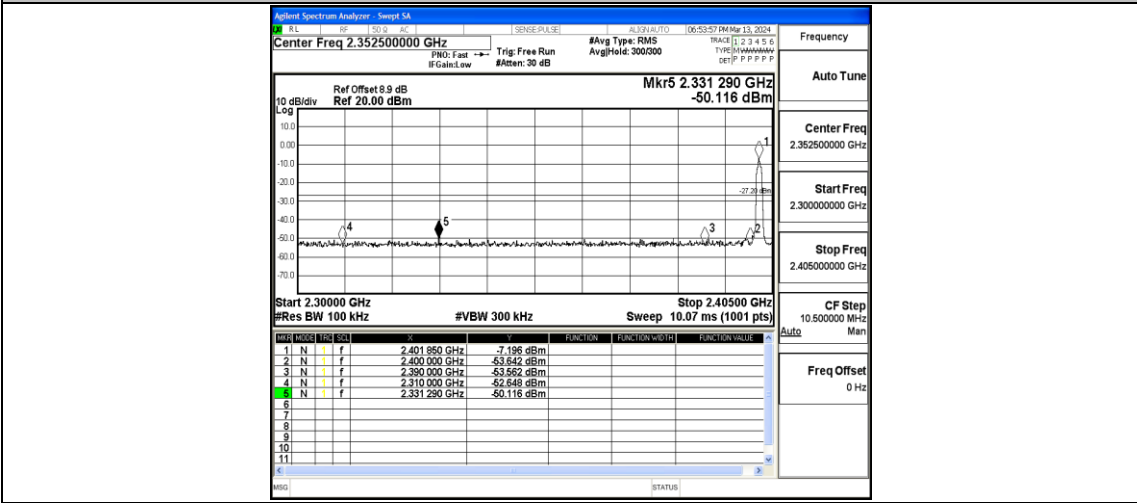 Agilent Spectrum Analyzer - Swept SA
RL RF 50 Ω AC SENSE:PULSE ALIGN AUTO 06:53:57 PM Mar 13, 2024
Center Freq 2.352500000 GHz
PNO: Fast
IFGain:Low
Trig: Free Run
#Atten: 30 dB
#Avg Type: RMS
Avg|Hold: 300/300
TRACE 1 2 3 4 5 6
TYPE M
DET P P P P P P
Frequency
Auto Tune
Center Freq
2.352500000 GHz
Start Freq
2.300000000 GHz
Stop Freq
2.405000000 GHz
CF Step
10.500000 MHz
Auto Man
Freq Offset
0 Hz
Mkr5 2.331 290 GHz
-50.116 dBm
Ref Offset 8.9 dB
10 dB/div Ref 20.00 dBm
Log
10.0
0.00
-10.0
-20.0
-30.0
-40.0
-50.0
-60.0
-70.0
1
-27.20 dBm
4
5
3
2
Start 2.30000 GHz Stop 2.40500 GHz
#Res BW 100 kHz #VBW 300 kHz Sweep 10.07 ms (1001 pts)
MKR MODE TRC SCL X Y FUNCTION FUNCTION WIDTH FUNCTION VALUE
1 N 1 f 2.401 850 GHz -7.196 dBm
2 N 1 f 2.400 000 GHz -53.642 dBm
3 N 1 f 2.390 000 GHz -53.562 dBm
4 N 1 f 2.310 000 GHz -52.648 dBm
5 N 1 f 2.331 290 GHz -50.116 dBm
6
7
8
9
10
11
MSG STATUS